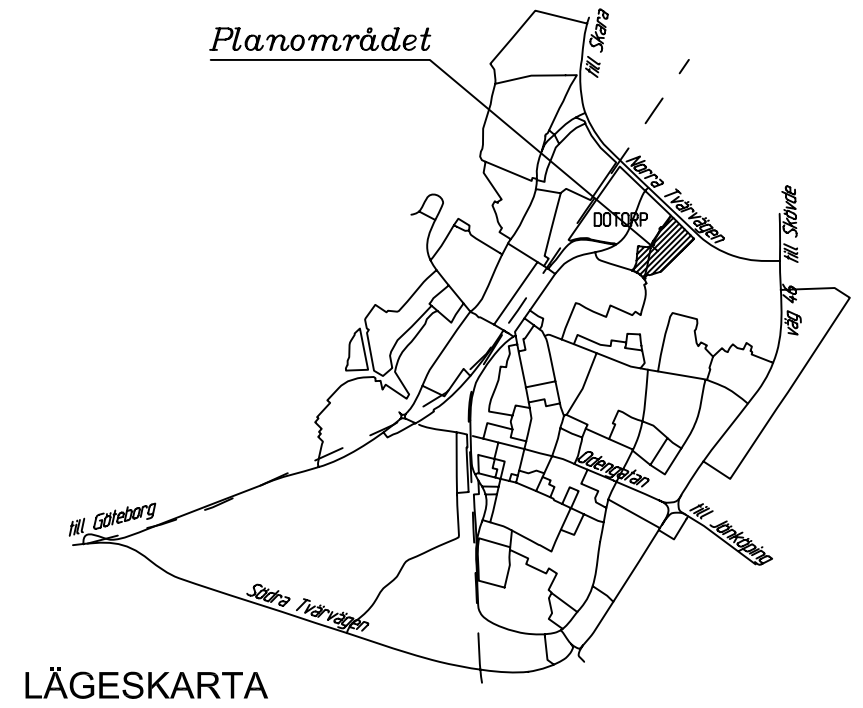 Planområdet
till Skara
Norra Tvärvägen
till Skövde
DOTORP
väg 46
Odengatan
till Göteborg
till Jönköping
Södra Tvärvägen
LÄGESKARTA